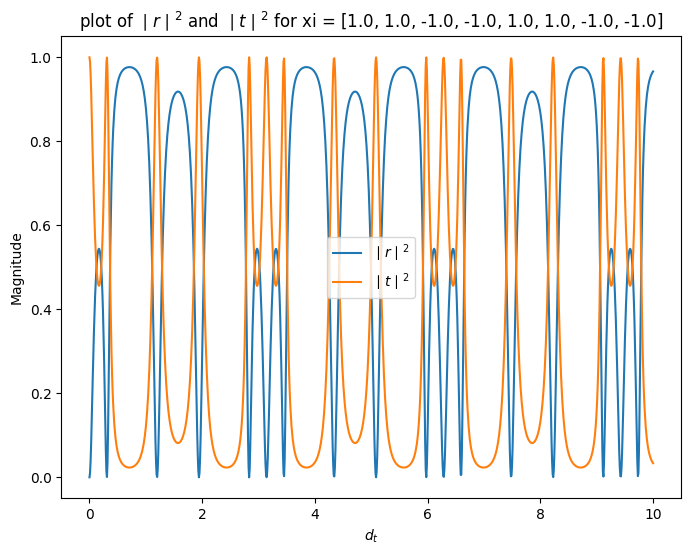 plot of | r | ² and | t | ² for xi = [1.0, 1.0, -1.0, -1.0, 1.0, 1.0, -1.0, -1.0]
1.0
0.8
0.6
0.4
0.2
0.0
Magnitude
| r | ²
| t | ²
0 2 4 6 8 10
d_t